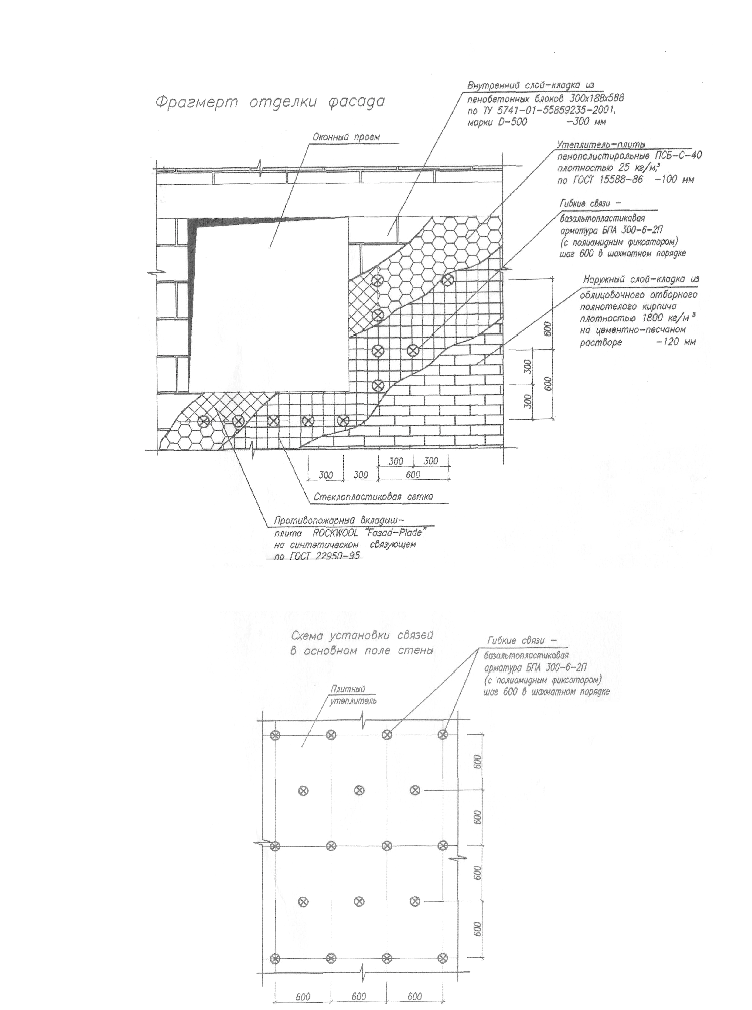 Фрагмерт отделки фасада
Внутренний слой-кладка из
пенобетонных блоков 300х188х588
по ТУ 5741-01-55859235-2001,
марки D-500 -300 мм
Оконный проем
Утеплитель-плиты
пенополистиральные ПСБ-С-40
плотностью 25 кг/м,³
по ГОСТ 15588-86 -100 мм
Гибкие связи -
базальтопластиковая
арматура БПА 300-6-2П
(с полиамидным фиксатором)
шаг 600 в шахматном порядке
Наружный слой-кладка из
облицовочного отборного
полнотелого кирпича
плотностью 1800 кг/м³
на цементно-песчаном
растворе -120 мм
600
300
600
300
300 300
300 300 600
Стеклопластиковая сетка
Противопожарный вкладиш-
плита ROCKWOOL "Fasad-Plade"
на синтетическом связующем
по ГОСТ 22950-95
Схема установки связей
в основном поле стены
Гибкие связи -
базальтопластиковая
арматура БПА 300-6-2П
(с полиамидным фиксатором)
шаг 600 в шахматном порядке
Плитный
утеплитель
600
600
600
600
600 600 600